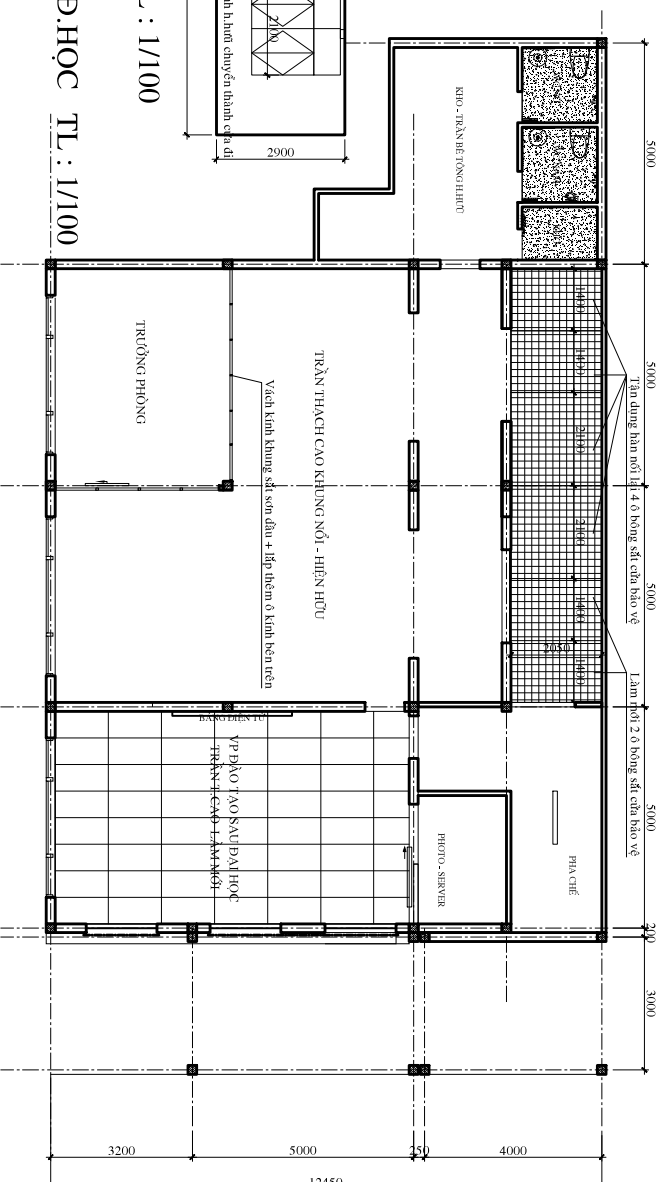 Đ.HỌC TL : 1/100
L : 1/100
nh h.hữu chuyển thành cửa đi
2100
2900
KHO - TRẦN BÊ TÔNG H.HỮU
5000
5000
5000
5000
200
3000
1400
1400
2100
2100
1400
1400
2050
Tận dụng hàn nối lại 4 ô bông sắt cửa bảo vệ
Làm mới 2 ô bông sắt cửa bảo vệ
TRƯỞNG PHÒNG
Vách kính khung sắt sơn dầu + lắp thêm ô kính bên trên
TRẦN THẠCH CAO KHUNG NỔI - HIỆN HỮU
BẢNG ĐIỆN TỬ
VP ĐÀO TẠO SAU ĐẠI HỌC
TRẦN T.CAO LÀM MỚI
PHOTO - SERVER
PHA CHẾ
3200
5000
250
4000
12450